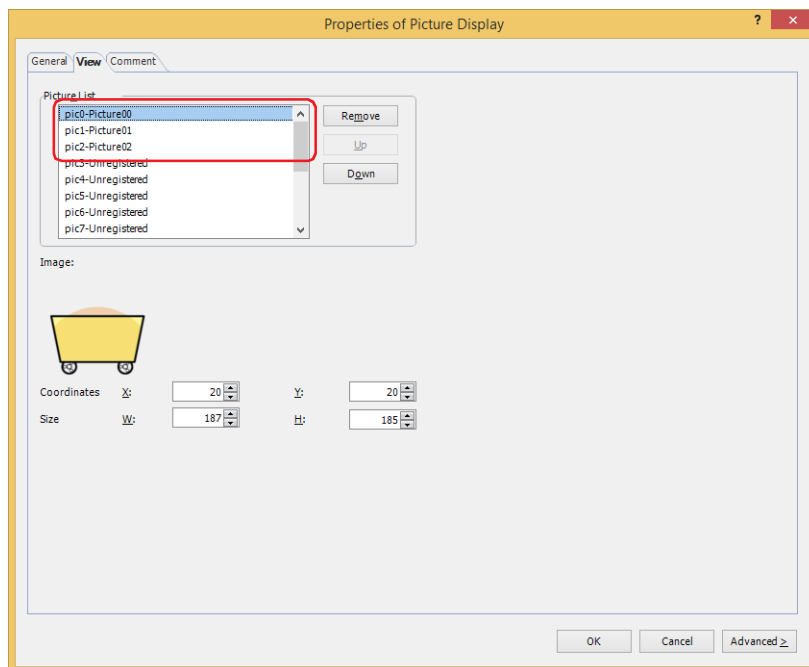 Properties of Picture Display
?
General View Comment
Picture List
pic0-Picture00
pic1-Picture01
pic2-Picture02
pic3-Unregistered
pic4-Unregistered
pic5-Unregistered
pic6-Unregistered
pic7-Unregistered
Remove
Up
Down
Image:
Coordinates X: 20 Y: 20
Size W: 187 H: 185
OK Cancel Advanced >